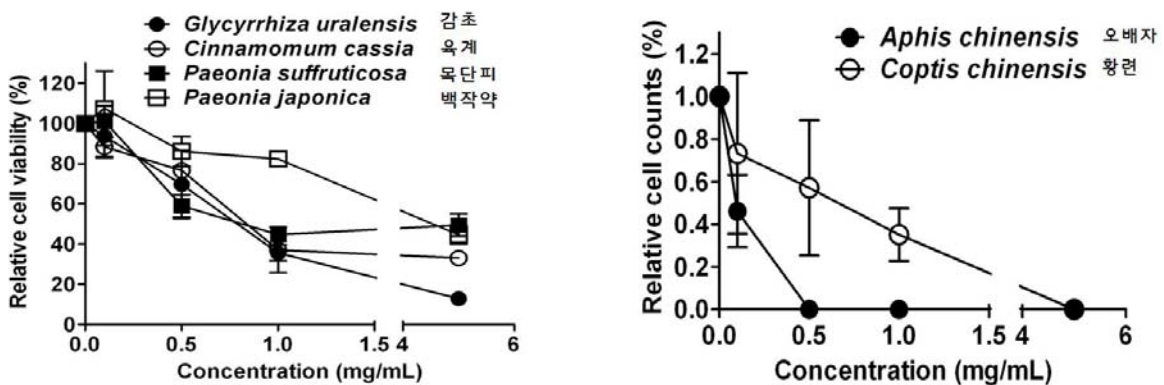 Glycyrrhiza uralensis 감초
Cinnamomum cassia 육계
Paeonia suffruticosa 목단피
Paeonia japonica 백작약
Relative cell viability (%)
120
100
80
60
40
20
0
0.0 0.5 1.0 1.5 4 6
Concentration (mg/mL)
Aphis chinensis 오배자
Coptis chinensis 황련
Relative cell counts (%)
1.2
1.0
0.8
0.6
0.4
0.2
0.0
0.0 0.5 1.0 1.5 4 6
Concentration (mg/mL)